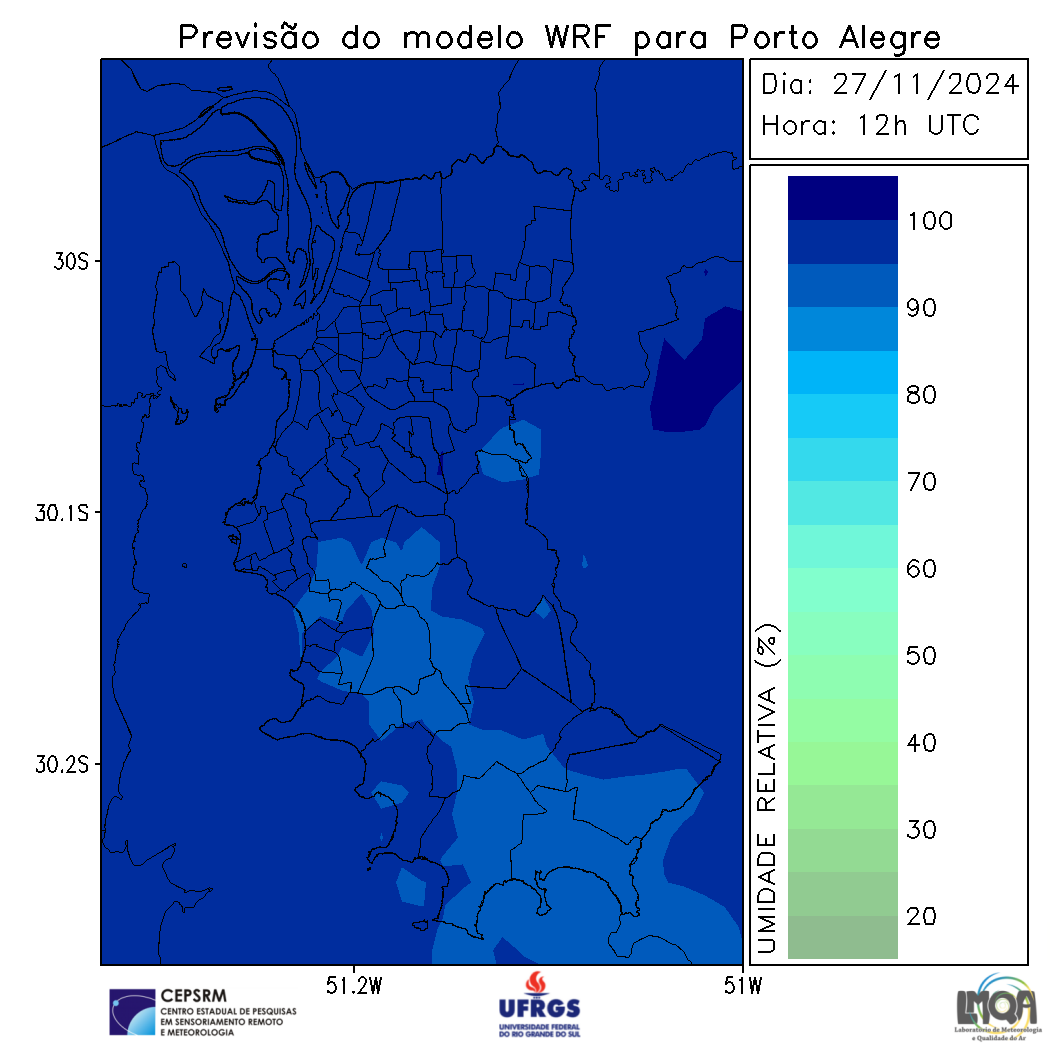 Previsão do modelo WRF para Porto Alegre
Dia: 27/11/2024
Hora: 12h UTC
30S
30.1S
30.2S
51.2W
51W
100
90
80
70
60
50
40
30
20
UMIDADE RELATIVA (%)
CEPSRM
CENTRO ESTADUAL DE PESQUISAS
EM SENSORIAMENTO REMOTO
E METEOROLOGIA
UFRGS
UNIVERSIDADE FEDERAL
DO RIO GRANDE DO SUL
LMQA
Laboratório de Meteorologia
e Qualidade do Ar